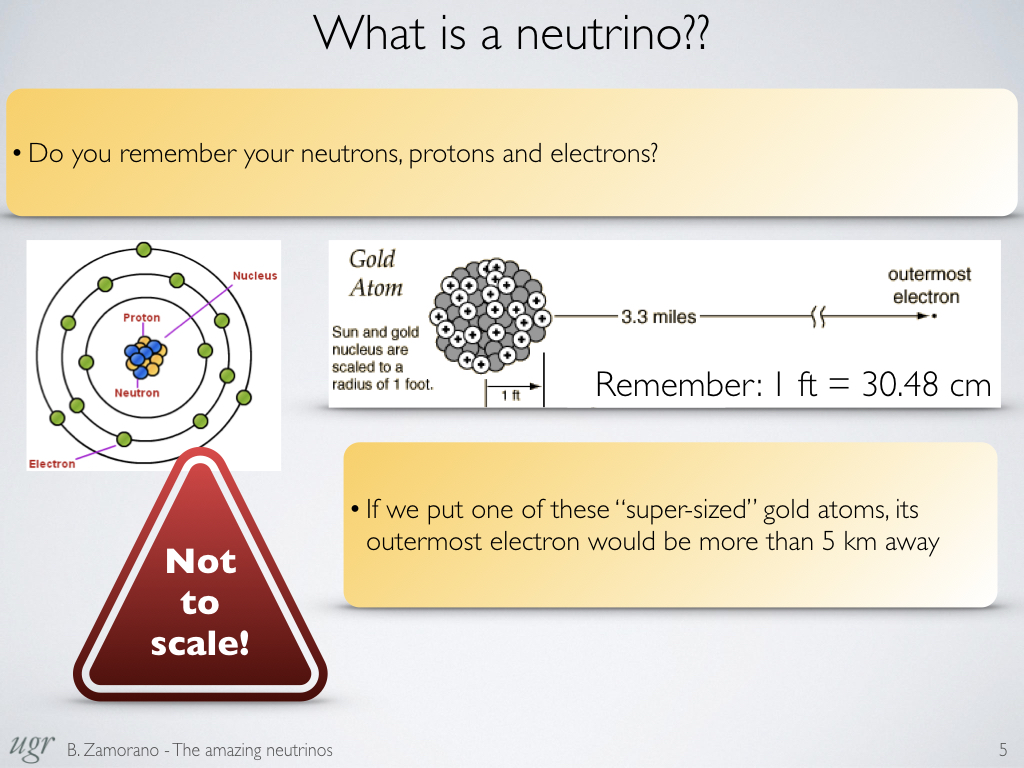 What is a neutrino??
• Do you remember your neutrons, protons and electrons?
Nucleus
Proton
Neutron
Electron
Gold
Atom
Sun and gold
nucleus are
scaled to a
radius of 1 foot.
1 ft
3.3 miles
outermost
electron
Remember: 1 ft = 30.48 cm
Not
to
scale!
• If we put one of these “super-sized” gold atoms, its
outermost electron would be more than 5 km away
ugr B. Zamorano - The amazing neutrinos
5